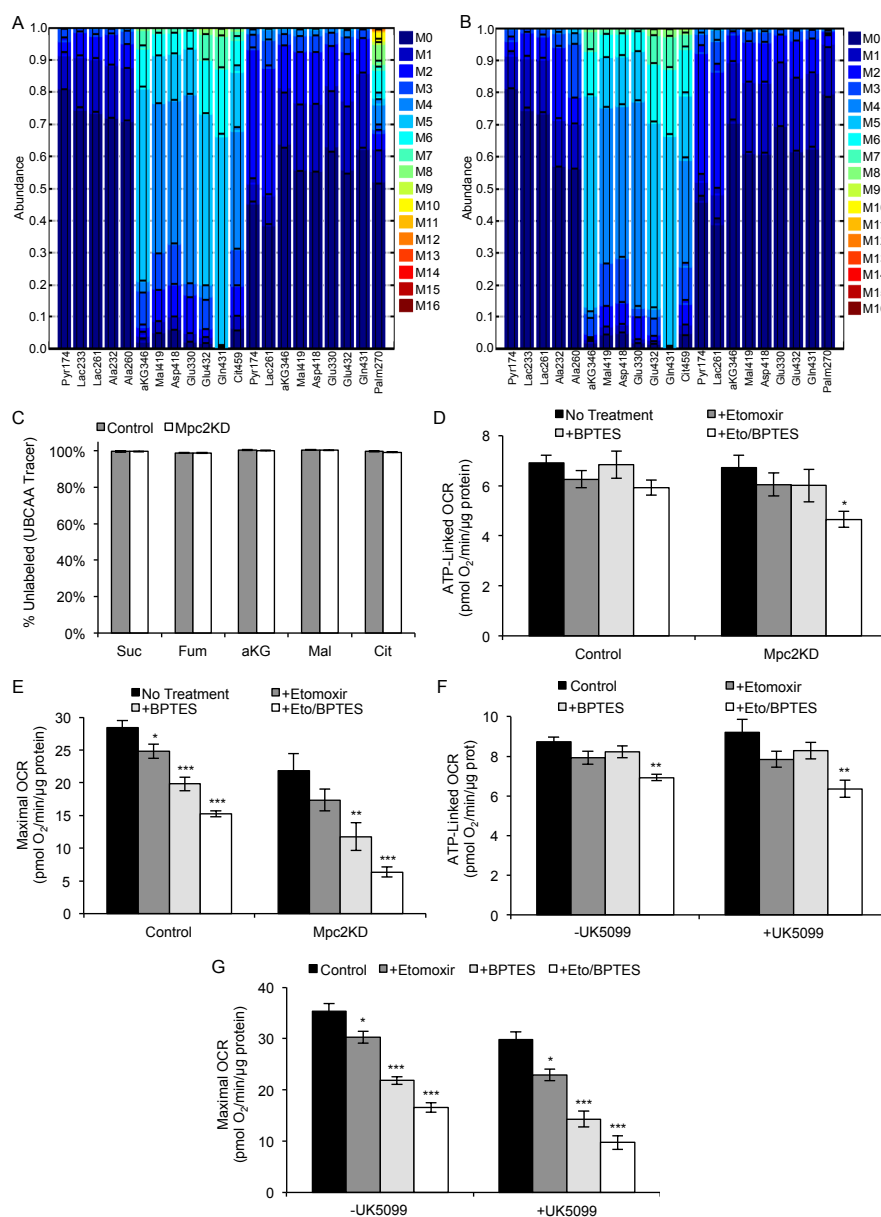 A
1.0
0.9
0.8
0.7
0.6
0.5
0.4
0.3
0.2
0.1
0.0
Abundance
Pyr174
Lac233
Lac261
Ala232
Ala260
aKG346
Mal419
Asp418
Glu330
Glu432
Gln431
Cit459
Pyr174
Lac261
aKG346
Mal419
Asp418
Glu330
Glu432
Gln431
Palm270
M0
M1
M2
M3
M4
M5
M6
M7
M8
M9
M10
M11
M12
M13
M14
M15
M16
B
1.0
0.9
0.8
0.7
0.6
0.5
0.4
0.3
0.2
0.1
0.0
Abundance
Pyr174
Lac233
Lac261
Ala232
Ala260
aKG346
Mal419
Asp418
Glu330
Glu432
Gln431
Cit459
Pyr174
Lac261
aKG346
Mal419
Asp418
Glu330
Glu432
Gln431
Palm270
M0
M1
M2
M3
M4
M5
M6
M7
M8
M9
C
Control Mpc2KD
100%
80%
60%
40%
20%
0%
% Unlabeled (UBCAA Tracer)
Suc Fum aKG Mal Cit
D
No Treatment +Etomoxir
+BPTES +Eto/BPTES
8
6
4
2
0
ATP-Linked OCR
(pmol O₂/min/µg protein)
*
Control Mpc2KD
E
No Treatment +Etomoxir
+BPTES +Eto/BPTES
30
25
20
15
10
5
0
Maximal OCR
(pmol O₂/min/µg protein)
*
***
***
**
***
Control Mpc2KD
F
Control +Etomoxir
+BPTES +Eto/BPTES
12
10
8
6
4
2
0
ATP-Linked OCR
(pmol O₂/min/µg prot)
**
**
-UK5099 +UK5099
G
Control +Etomoxir +BPTES +Eto/BPTES
40
30
20
10
0
Maximal OCR
(pmol O₂/min/µg protein)
*
***
***
*
***
***
-UK5099 +UK5099